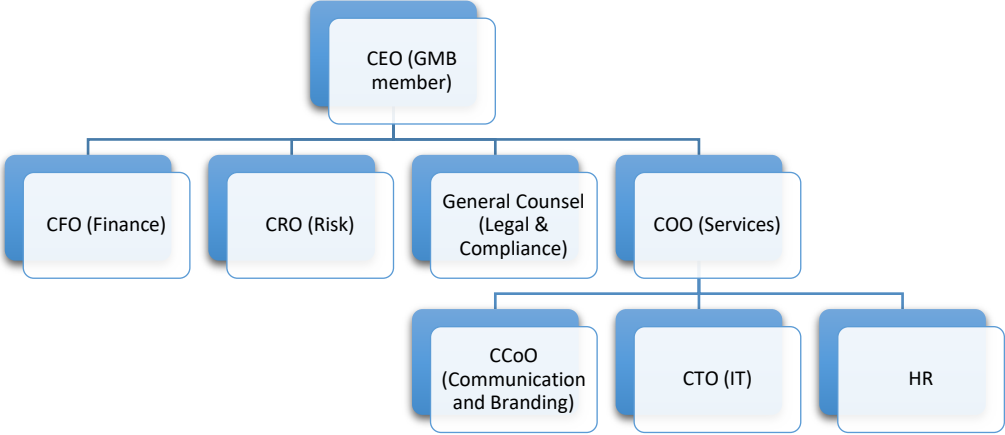 CEO (GMB
member)
CFO (Finance)
CRO (Risk)
General Counsel
(Legal &
Compliance)
COO (Services)
CCoO
(Communication
and Branding)
CTO (IT)
HR